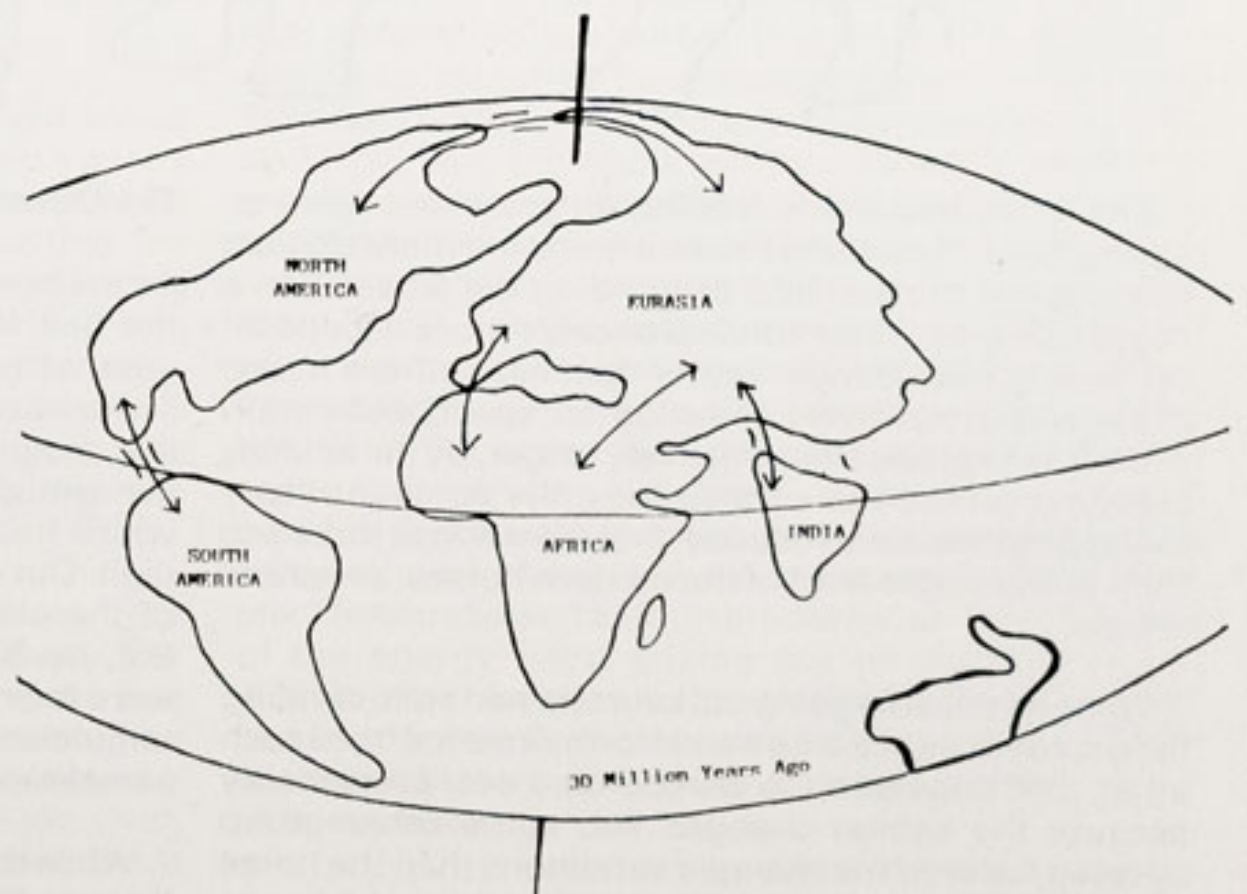 NORTH
AMERICA
EURASIA
SOUTH
AMERICA
AFRICA
INDIA
30 Million Years Ago